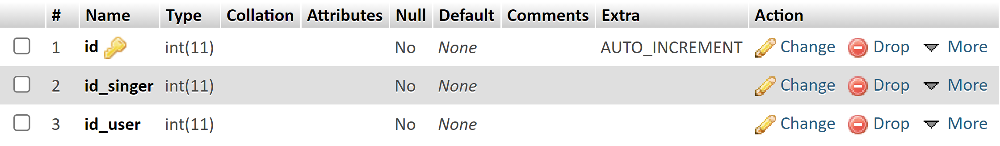 # Name Type Collation Attributes Null Default Comments Extra Action
1 id int(11) No None AUTO_INCREMENT Change Drop More
2 id_singer int(11) No None Change Drop More
3 id_user int(11) No None Change Drop More